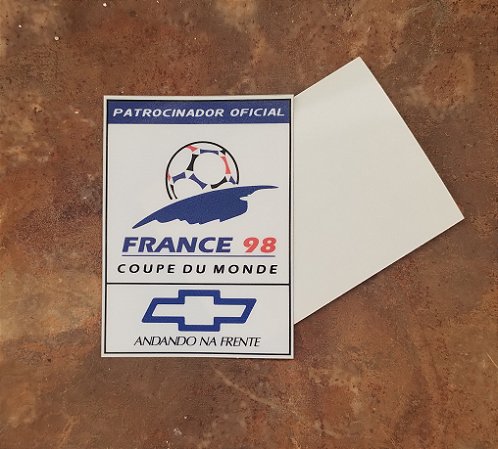 PATROCINADOR OFICIAL
FRANCE 98
COUPE DU MONDE
ANDANDO NA FRENTE